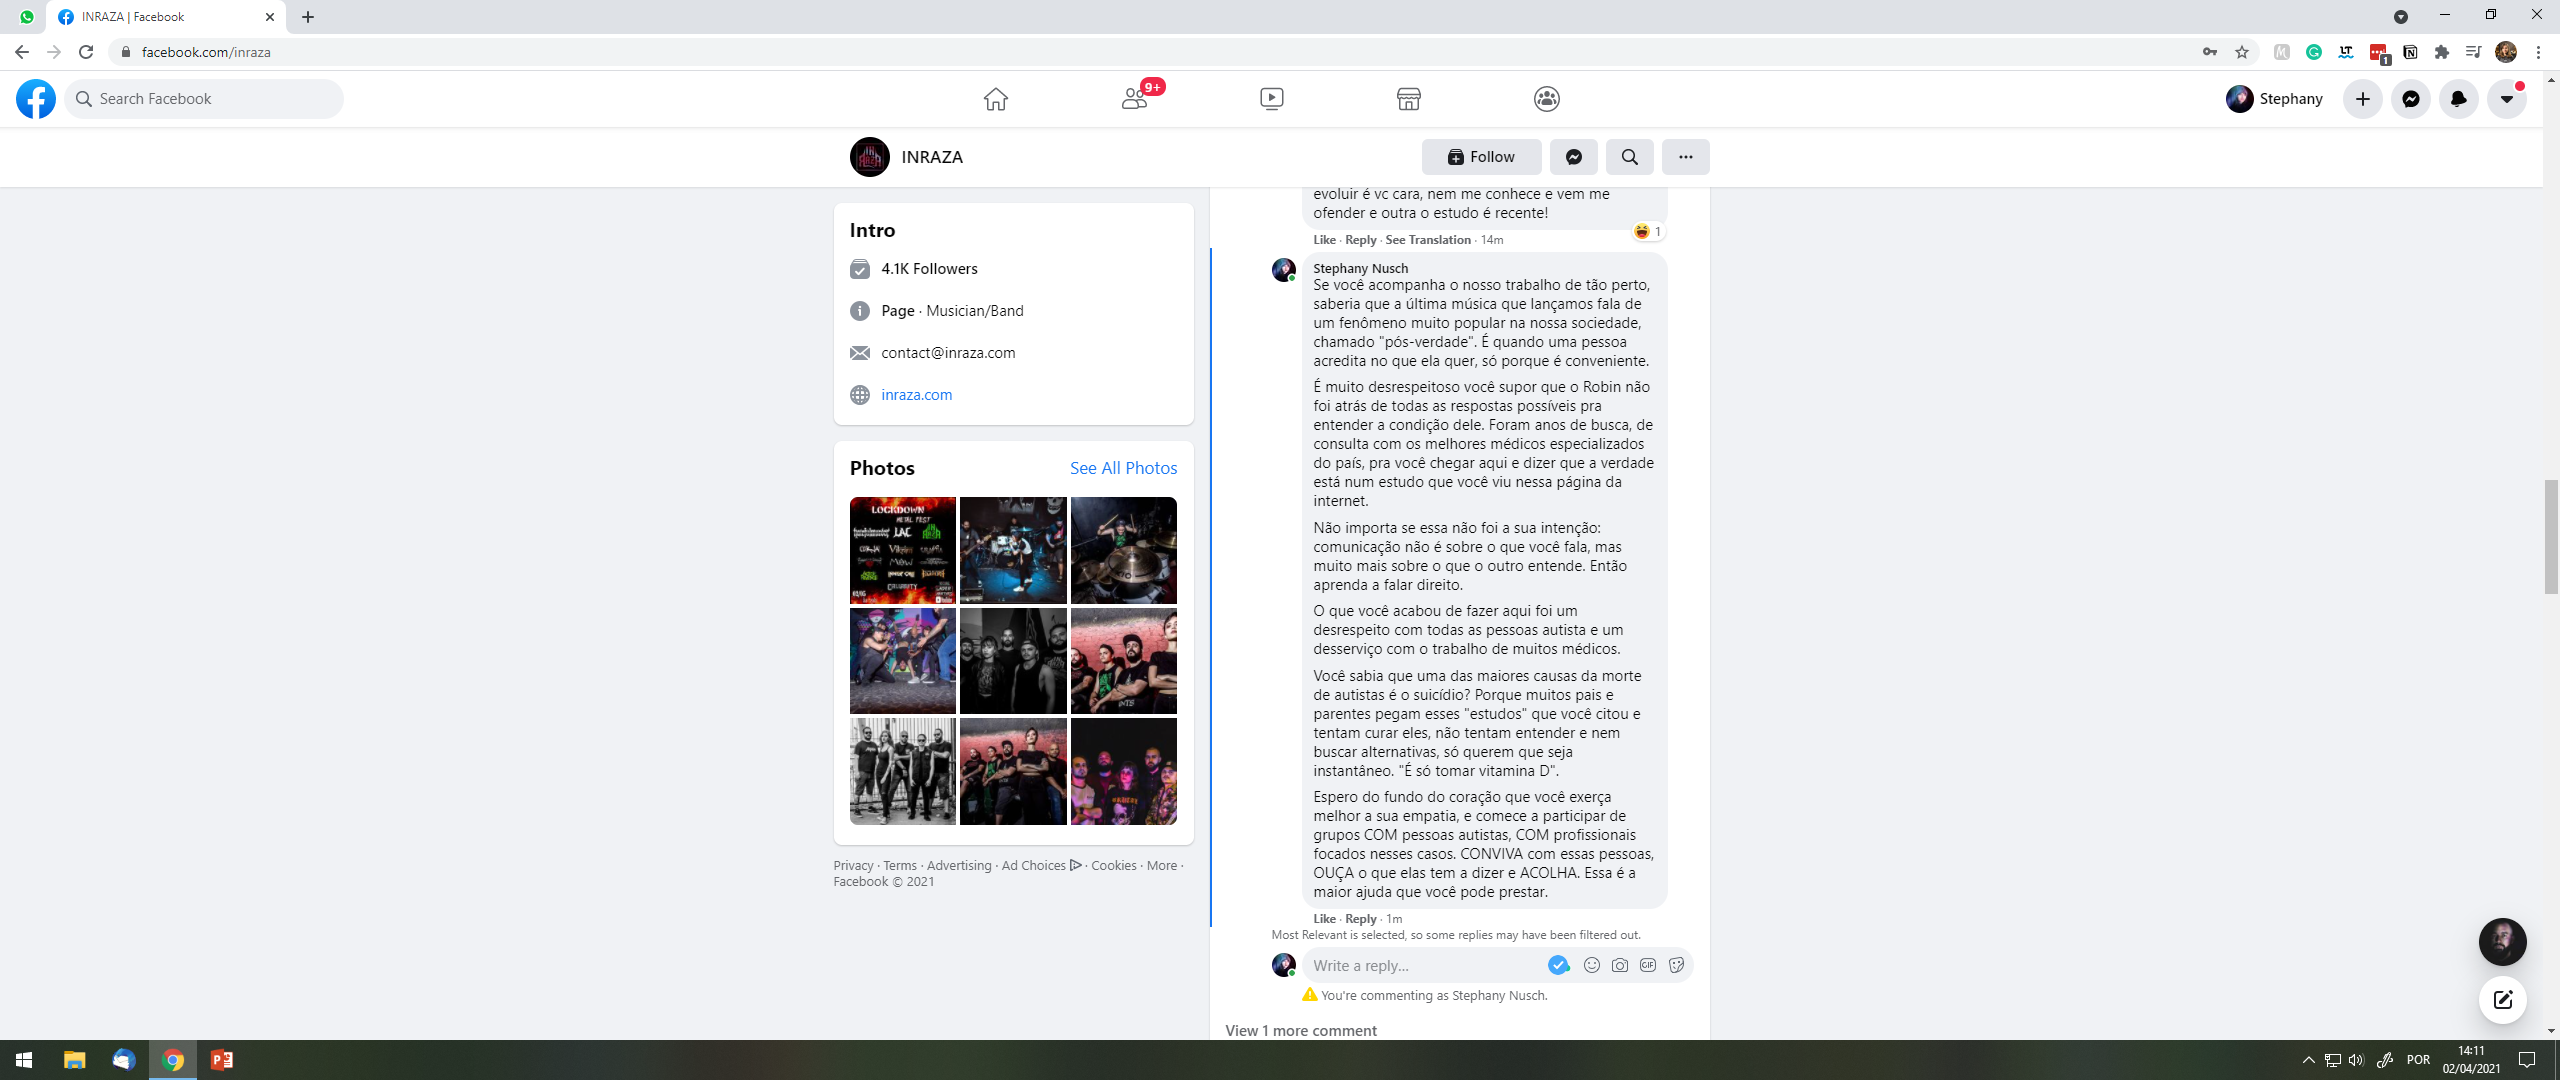 INRAZA | Facebook
facebook.com/inraza
1
Search Facebook
9+
Stephany
INRAZA
Follow
Intro
4.1K Followers
Page · Musician/Band
contact@inraza.com
inraza.com
Photos
See All Photos
LOCKDOWN
METAL FEST
LAC
Privacy · Terms · Advertising · Ad Choices · Cookies · More ·
Facebook © 2021
evoluir é vc cara, nem me conhece e vem me
ofender e outra o estudo é recente!
1
Like · Reply · See Translation · 14m
Stephany Nusch
Se você acompanha o nosso trabalho de tão perto,
saberia que a última música que lançamos fala de
um fenômeno muito popular na nossa sociedade,
chamado "pós-verdade". É quando uma pessoa
acredita no que ela quer, só porque é conveniente.
É muito desrespeitoso você supor que o Robin não
foi atrás de todas as respostas possíveis pra
entender a condição dele. Foram anos de busca, de
consulta com os melhores médicos especializados
do país, pra você chegar aqui e dizer que a verdade
está num estudo que você viu nessa página da
internet.
Não importa se essa não foi a sua intenção:
comunicação não é sobre o que você fala, mas
muito mais sobre o que o outro entende. Então
aprenda a falar direito.
O que você acabou de fazer aqui foi um
desrespeito com todas as pessoas autista e um
desserviço com o trabalho de muitos médicos.
Você sabia que uma das maiores causas da morte
de autistas é o suicídio? Porque muitos pais e
parentes pegam esses "estudos" que você citou e
tentam curar eles, não tentam entender e nem
buscar alternativas, só querem que seja
instantâneo. "É só tomar vitamina D".
Espero do fundo do coração que você exerça
melhor a sua empatia, e comece a participar de
grupos COM pessoas autistas, COM profissionais
focados nesses casos. CONVIVA com essas pessoas,
OUÇA o que elas tem a dizer e ACOLHA. Essa é a
maior ajuda que você pode prestar.
Like · Reply · 1m
Most Relevant is selected, so some replies may have been filtered out.
Write a reply...
GIF
You're commenting as Stephany Nusch.
View 1 more comment
POR
14:11
02/04/2021